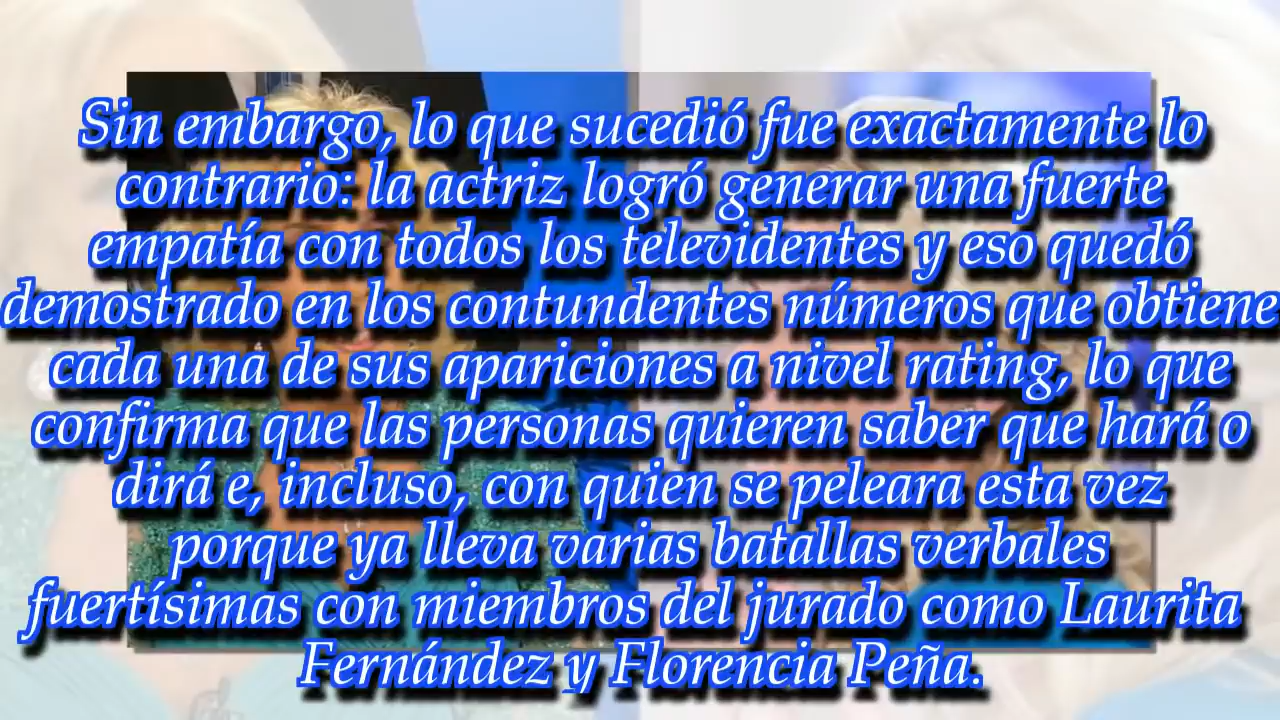 Sin embargo, lo que sucedió fue exactamente lo
contrario: la actriz logró generar una fuerte
empatía con todos los televidentes y eso quedó
demostrado en los contundentes números que obtiene
cada una de sus apariciones a nivel rating, lo que
confirma que las personas quieren saber que hará o
dirá e, incluso, con quien se peleara esta vez
porque ya lleva varias batallas verbales
fuertísimas con miembros del jurado como Laurita
Fernández y Florencia Peña.